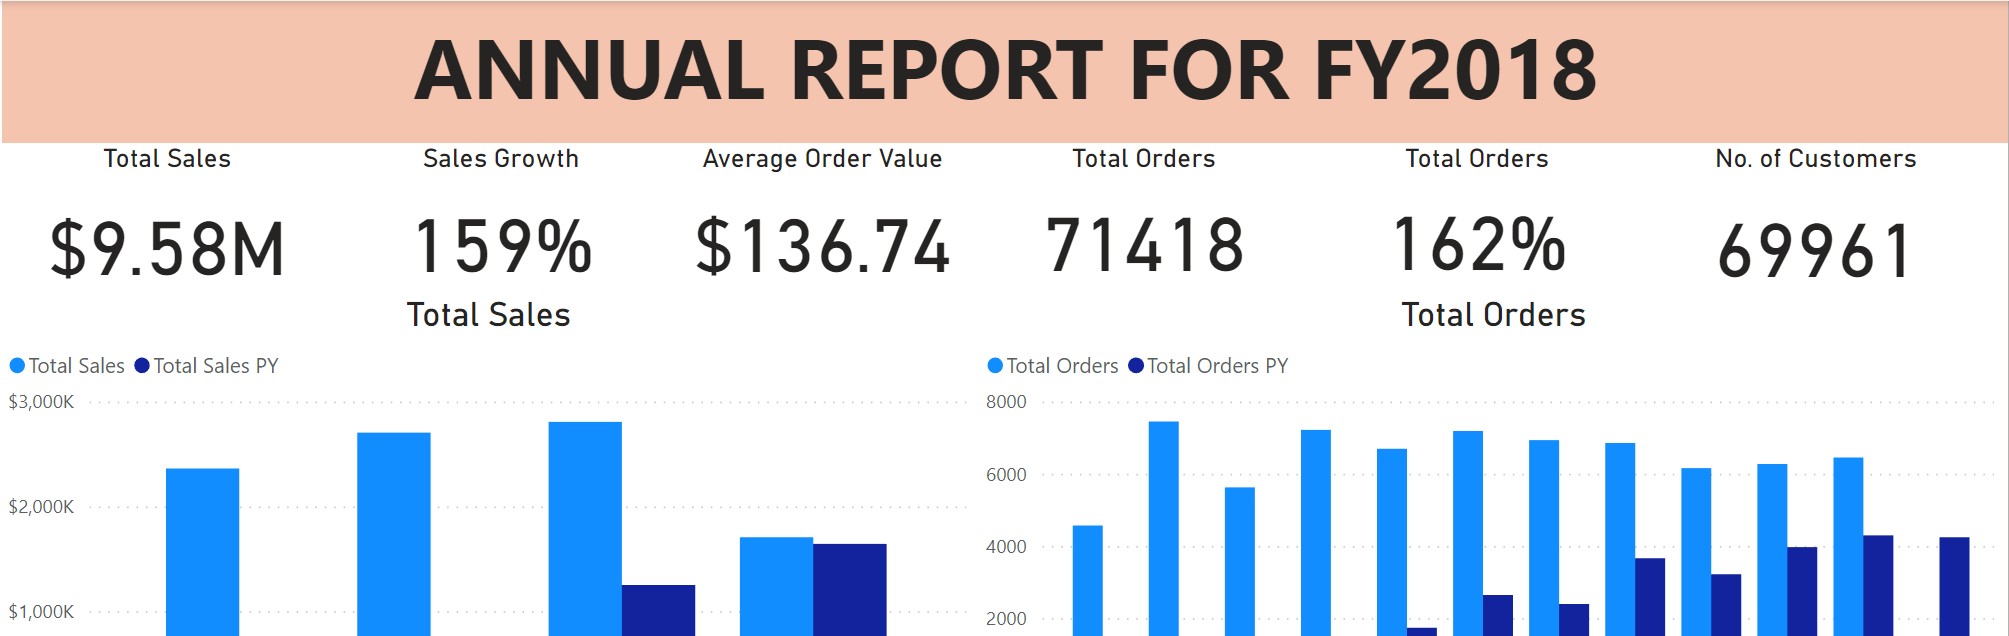 ANNUAL REPORT FOR FY2018
Total Sales Sales Growth Average Order Value Total Orders Total Orders No. of Customers
$9.58M 159% $136.74 71418 162% 69961
Total Sales
Total Sales Total Sales PY
$3,000K
$2,000K
$1,000K
Total Orders
Total Orders Total Orders PY
8000
6000
4000
2000